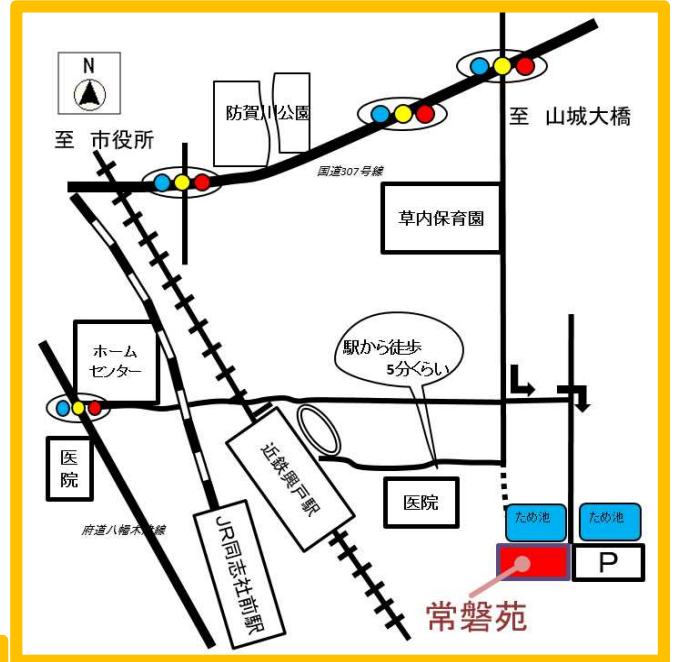 N
防賀川公園
至 山城大橋
至 市役所
国道307号線
草内保育園
駅から徒歩
5分くらい
ホーム
センター
医
院
近鉄興戸駅
医院
ため池
ため池
府道八幡木津線
JR同志社前駅
P
常磐苑